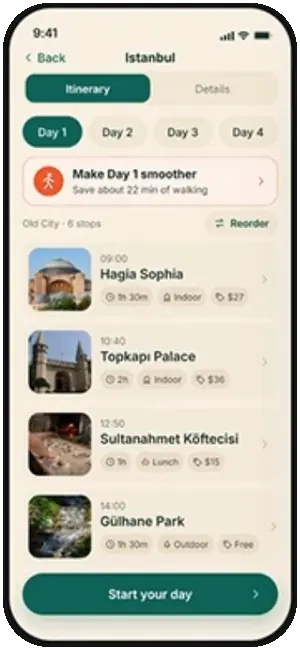 9:41
Back
Istanbul
Itinerary
Details
Day 1
Day 2
Day 3
Day 4
Make Day 1 smoother
Save about 22 min of walking
Old City · 6 stops
Reorder
09:00
Hagia Sophia
1h 30m
Indoor
$27
10:40
Topkapı Palace
2h
Indoor
$36
12:50
Sultanahmet Köftecisi
1h
Lunch
$15
14:00
Gülhane Park
1h 30m
Outdoor
Free
Start your day